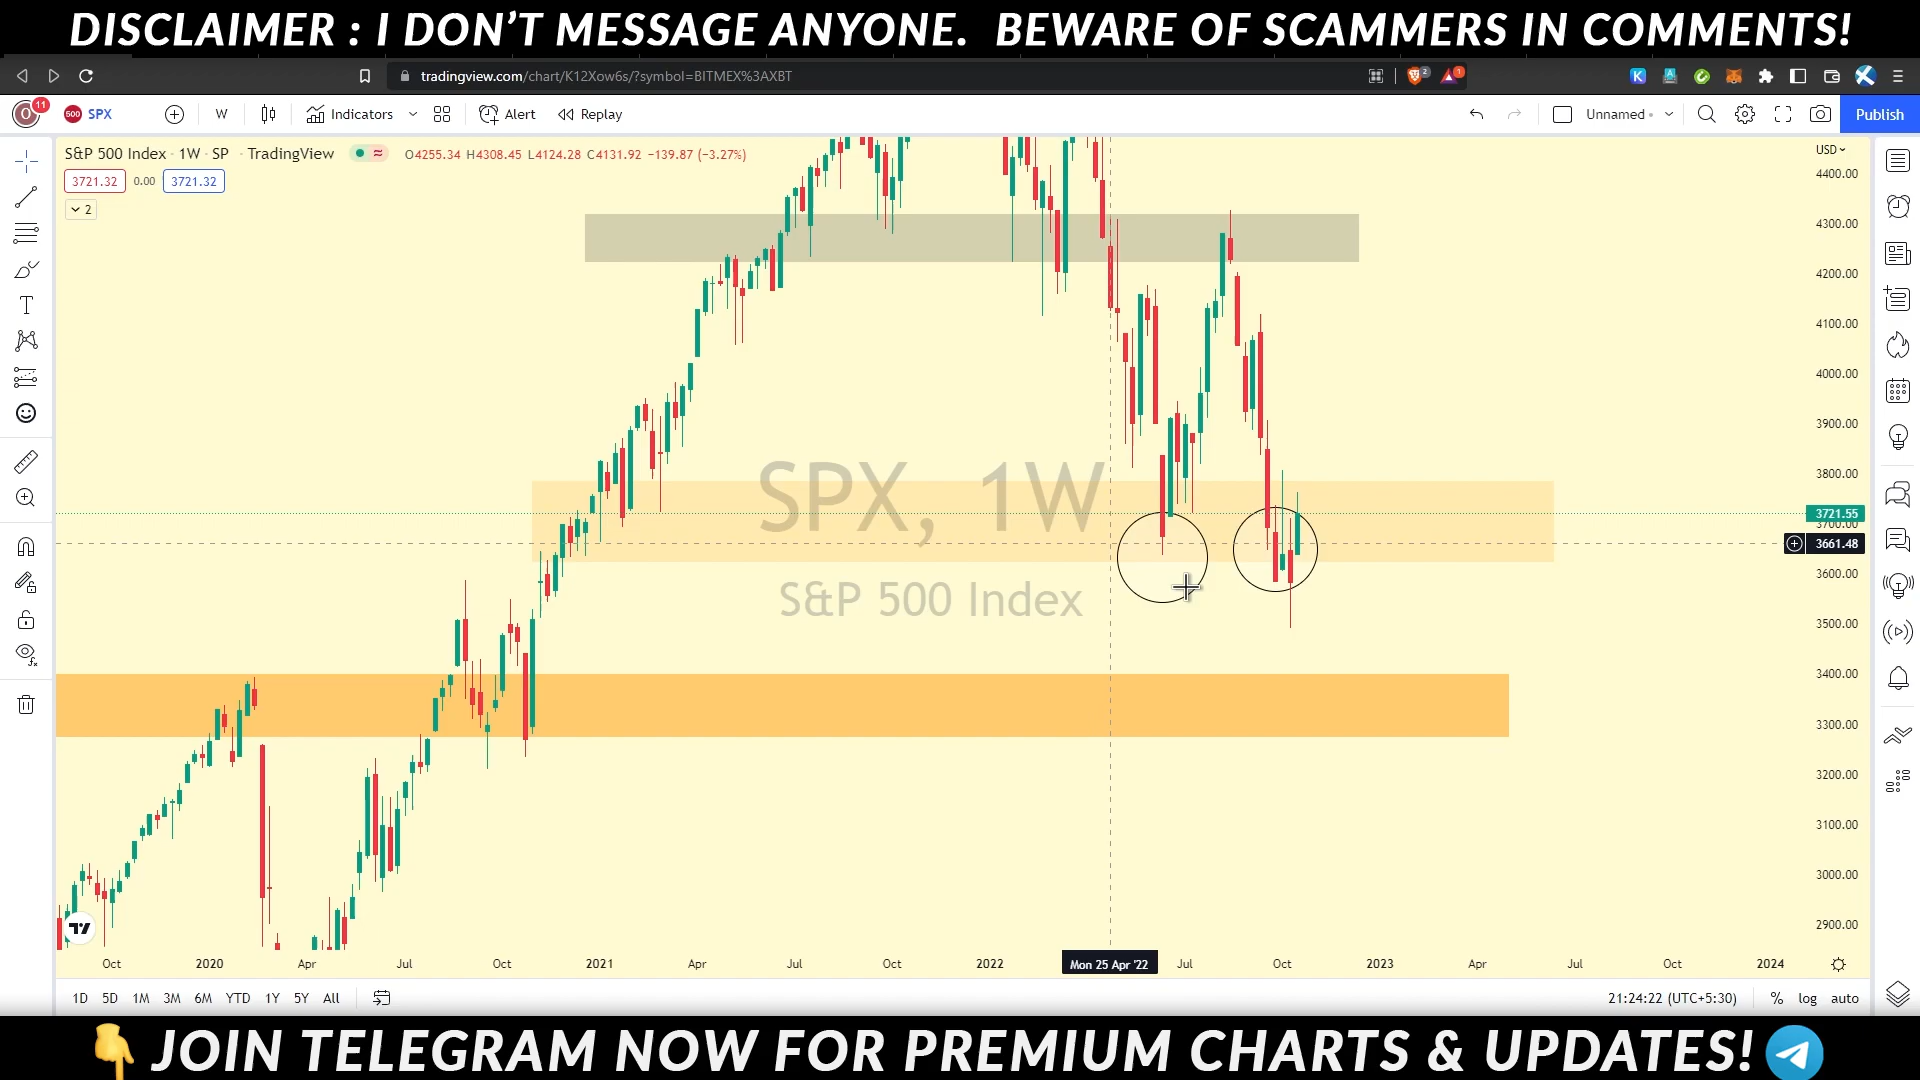 DISCLAIMER : I DON'T MESSAGE ANYONE. BEWARE OF SCAMMERS IN COMMENTS!
tradingview.com/chart/K12Xow6s/?symbol=BITMEX%3AXBT
2
1
K
11
O
500
SPX
W
Indicators
Alert
Replay
Unnamed
Publish
S&P 500 Index · 1W · SP · TradingView
O4255.34 H4308.45 L4124.28 C4131.92 −139.87 (−3.27%)
3721.32
0.00
3721.32
2
USD
4400.00
4300.00
4200.00
4100.00
4000.00
3900.00
3800.00
3721.55
3700.00
3661.48
3600.00
3500.00
3400.00
3300.00
3200.00
3100.00
3000.00
2900.00
SPX, 1W
S&P 500 Index
Oct
2020
Apr
Jul
Oct
2021
Apr
Jul
Oct
2022
Mon 25 Apr '22
Jul
Oct
2023
Apr
Jul
Oct
2024
1D 5D 1M 3M 6M YTD 1Y 5Y All
21:24:22 (UTC+5:30)
% log auto
JOIN TELEGRAM NOW FOR PREMIUM CHARTS & UPDATES!